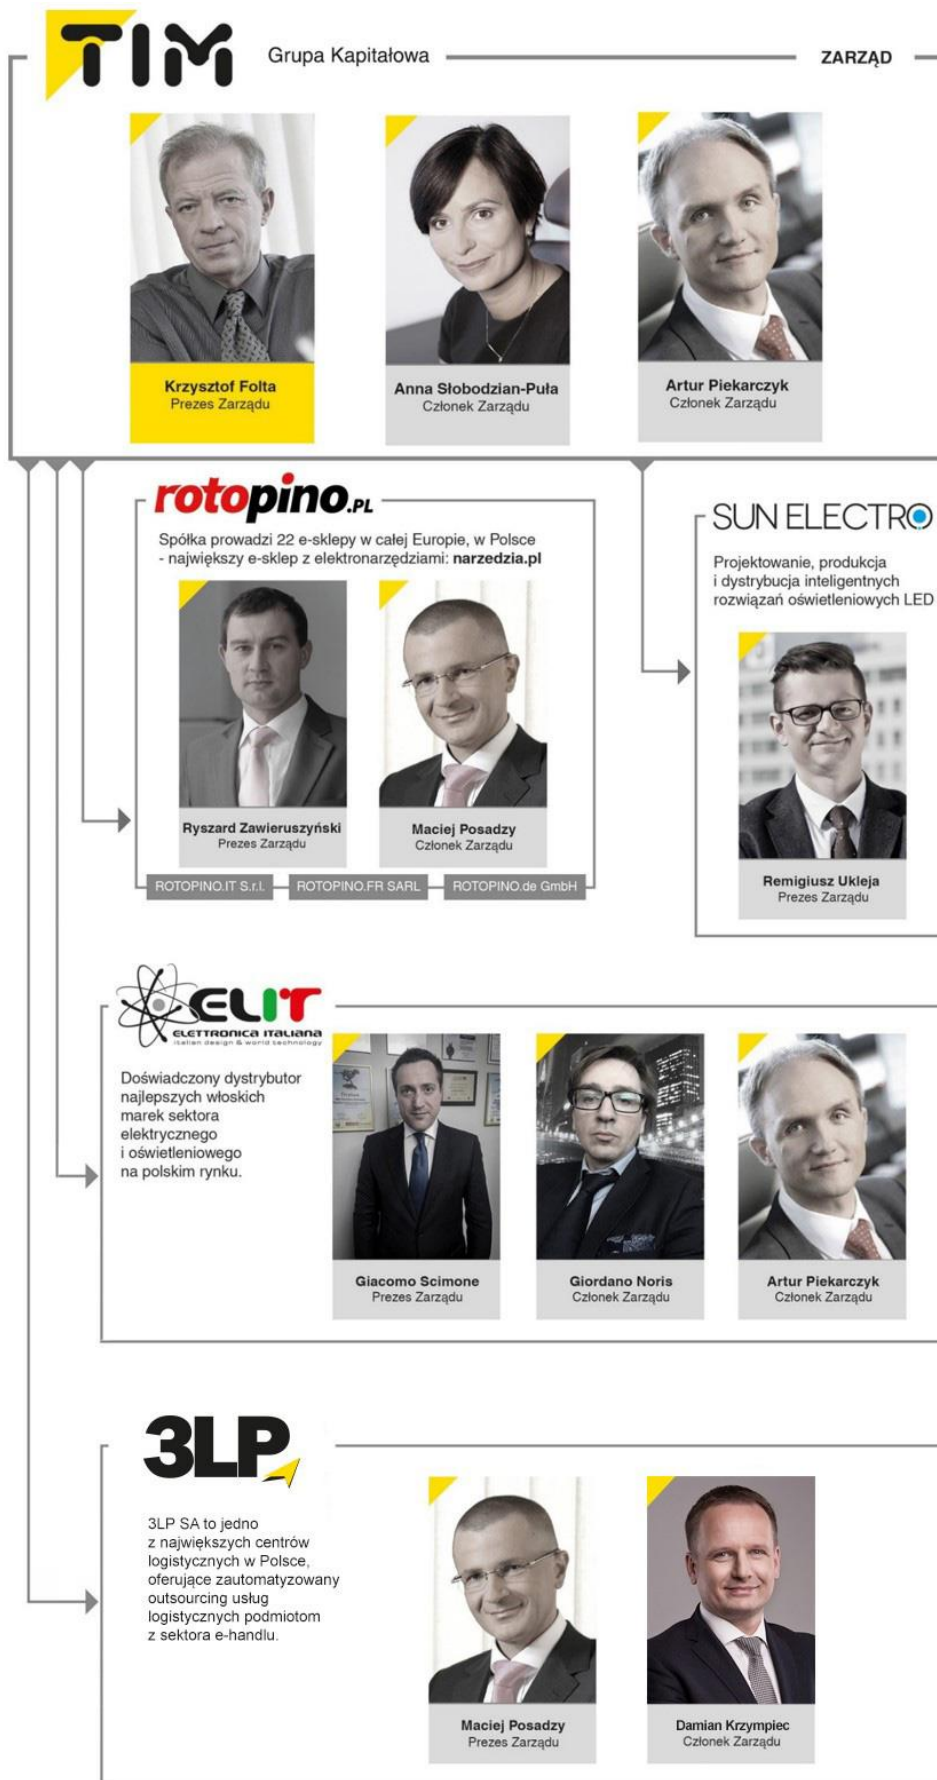 TIM
Grupa Kapitałowa
ZARZĄD
Krzysztof Folta
Prezes Zarządu
Anna Słobodzian-Puła
Członek Zarządu
Artur Piekarczyk
Członek Zarządu
rotopino.PL
Spółka prowadzi 22 e-sklepy w całej Europie, w Polsce
- największy e-sklep z elektronarzędziami: narzedzia.pl
Ryszard Zawieruszyński
Prezes Zarządu
Maciej Posadzy
Członek Zarządu
ROTOPINO.IT S.r.l.
ROTOPINO.FR SARL
ROTOPINO.de GmbH
SUN ELECTRO
Projektowanie, produkcja
i dystrybucja inteligentnych
rozwiązań oświetleniowych LED
Remigiusz Ukleja
Prezes Zarządu
ELIT
ELETTRONICA ITALIANA
italian design & world technology
Doświadczony dystrybutor
najlepszych włoskich
marek sektora
elektrycznego
i oświetleniowego
na polskim rynku.
Giacomo Scimone
Prezes Zarządu
Giordano Noris
Członek Zarządu
Artur Piekarczyk
Członek Zarządu
3LP
3LP SA to jedno
z największych centrów
logistycznych w Polsce,
oferujące zautomatyzowany
outsourcing usług
logistycznych podmiotom
z sektora e-handlu.
Maciej Posadzy
Prezes Zarządu
Damian Krzympiec
Członek Zarządu